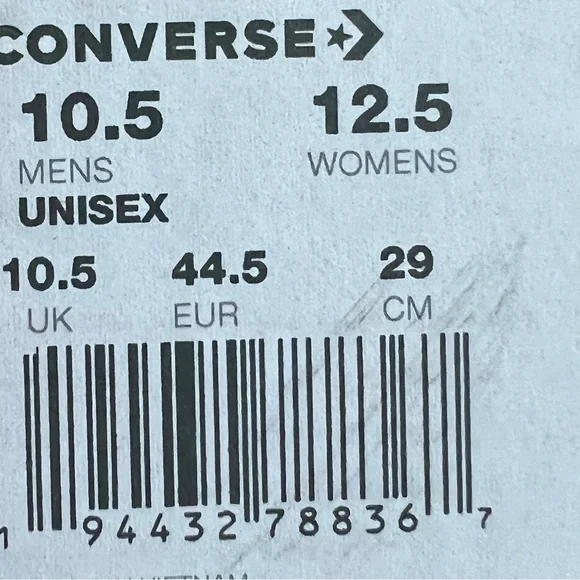 CONVERSE
10.5 12.5
MENS WOMENS
UNISEX
10.5 44.5 29
UK EUR CM
1 94432 78836 7
VIETNAM